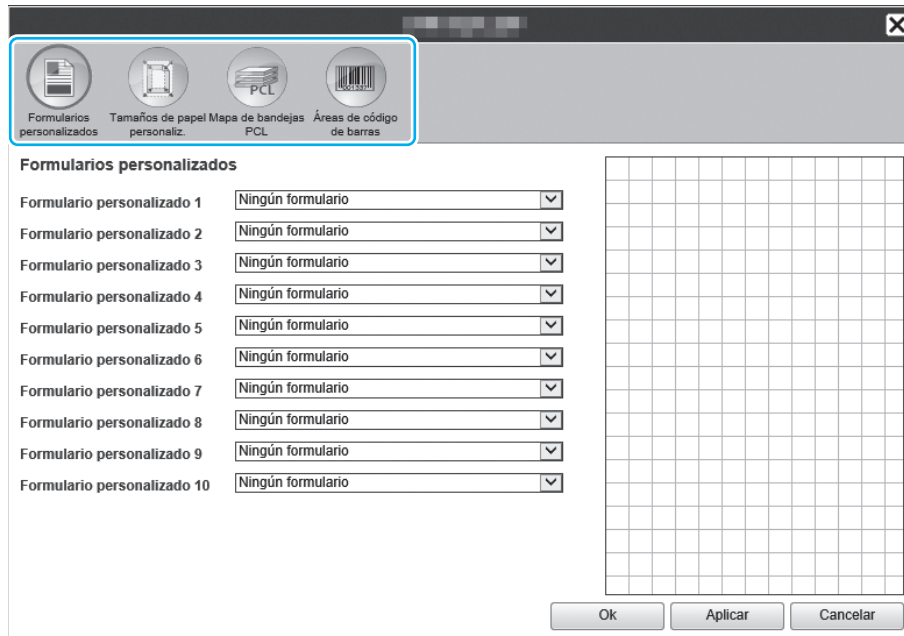 Formularios
personalizados
Tamaños de papel
personaliz.
PCL
Mapa de bandejas
PCL
Áreas de código
de barras
Formularios personalizados
Formulario personalizado 1 Ningún formulario
Formulario personalizado 2 Ningún formulario
Formulario personalizado 3 Ningún formulario
Formulario personalizado 4 Ningún formulario
Formulario personalizado 5 Ningún formulario
Formulario personalizado 6 Ningún formulario
Formulario personalizado 7 Ningún formulario
Formulario personalizado 8 Ningún formulario
Formulario personalizado 9 Ningún formulario
Formulario personalizado 10 Ningún formulario
Ok Aplicar Cancelar